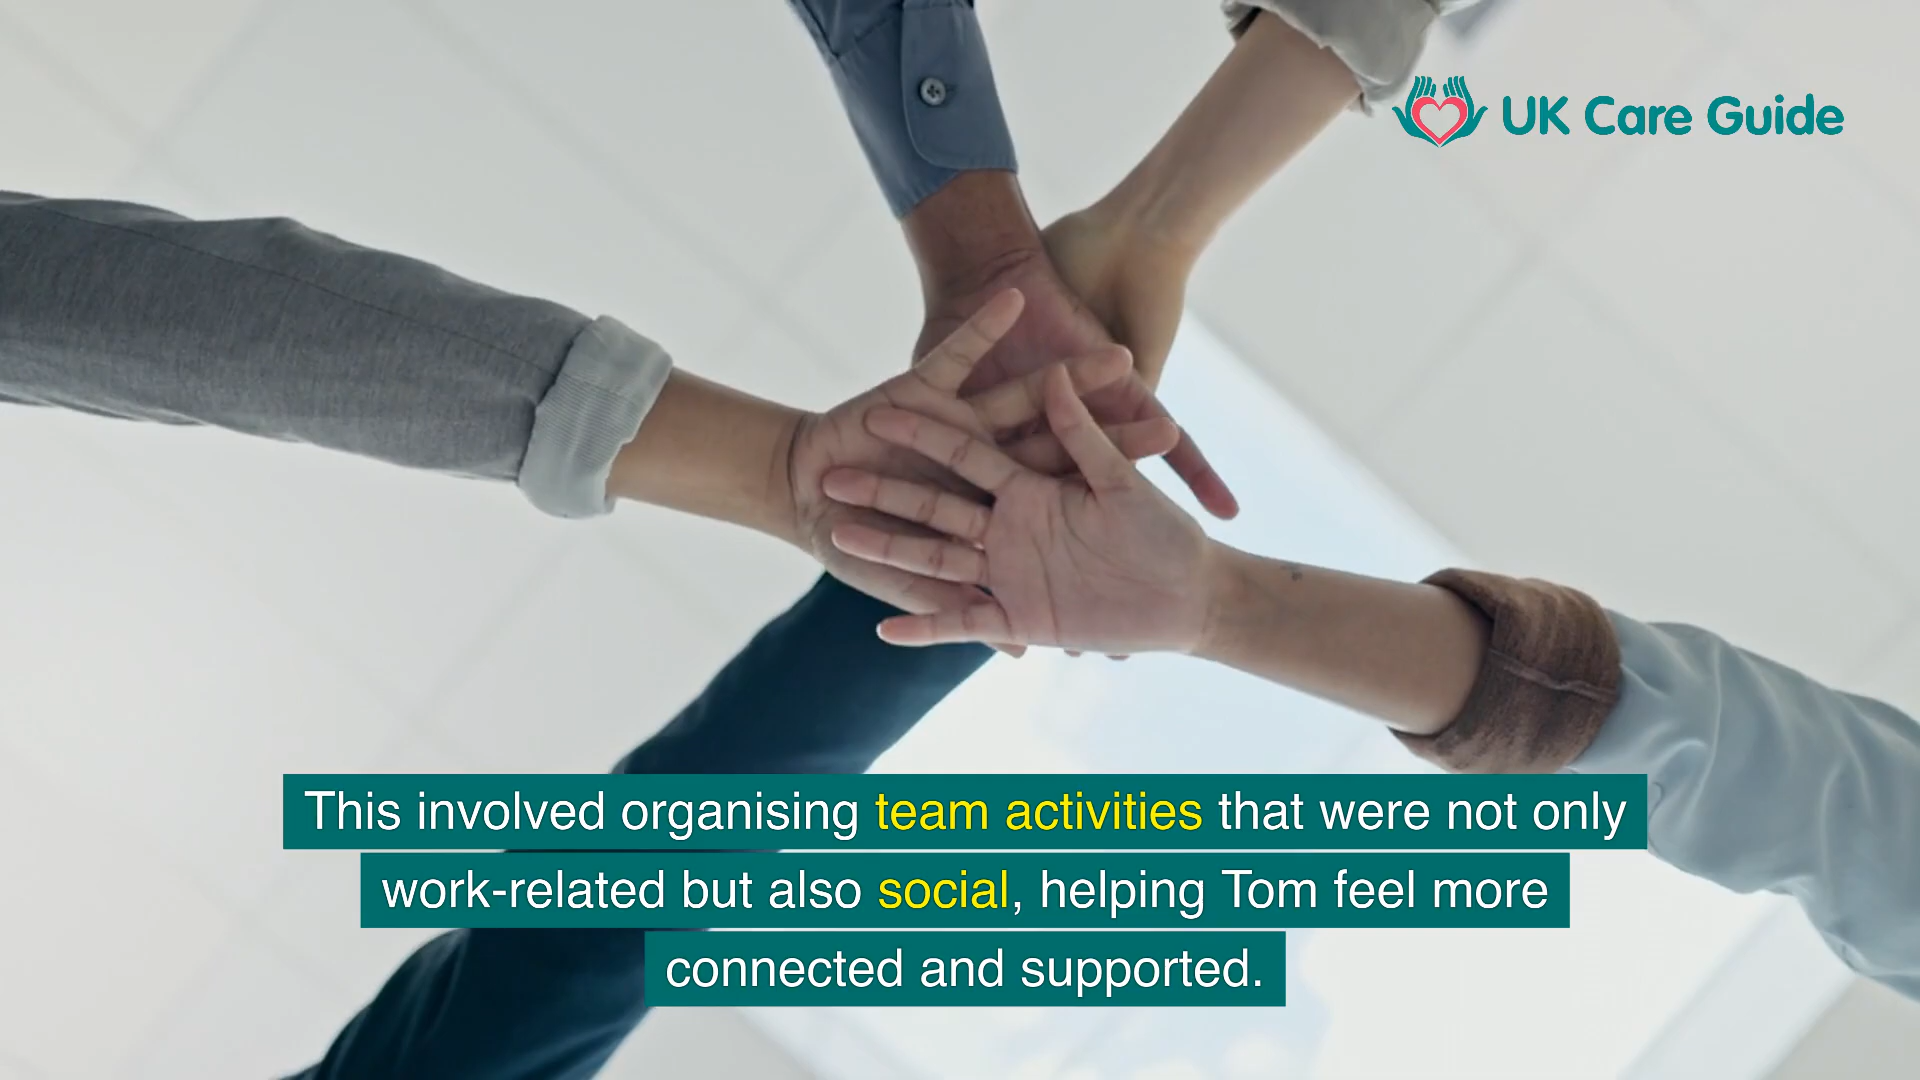 UK Care Guide
This involved organising team activities that were not only
work-related but also social, helping Tom feel more
connected and supported.